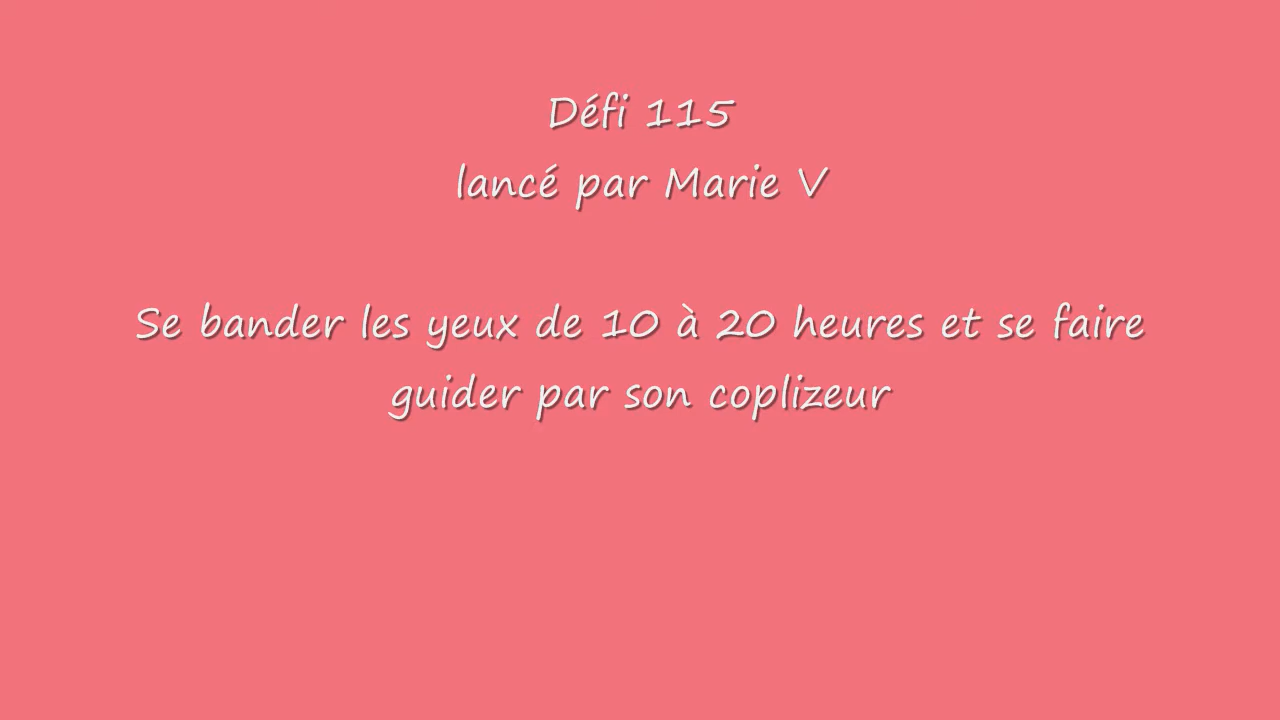 Défi 115
lancé par Marie V
Se bander les yeux de 10 à 20 heures et se faire
guider par son coplizeur